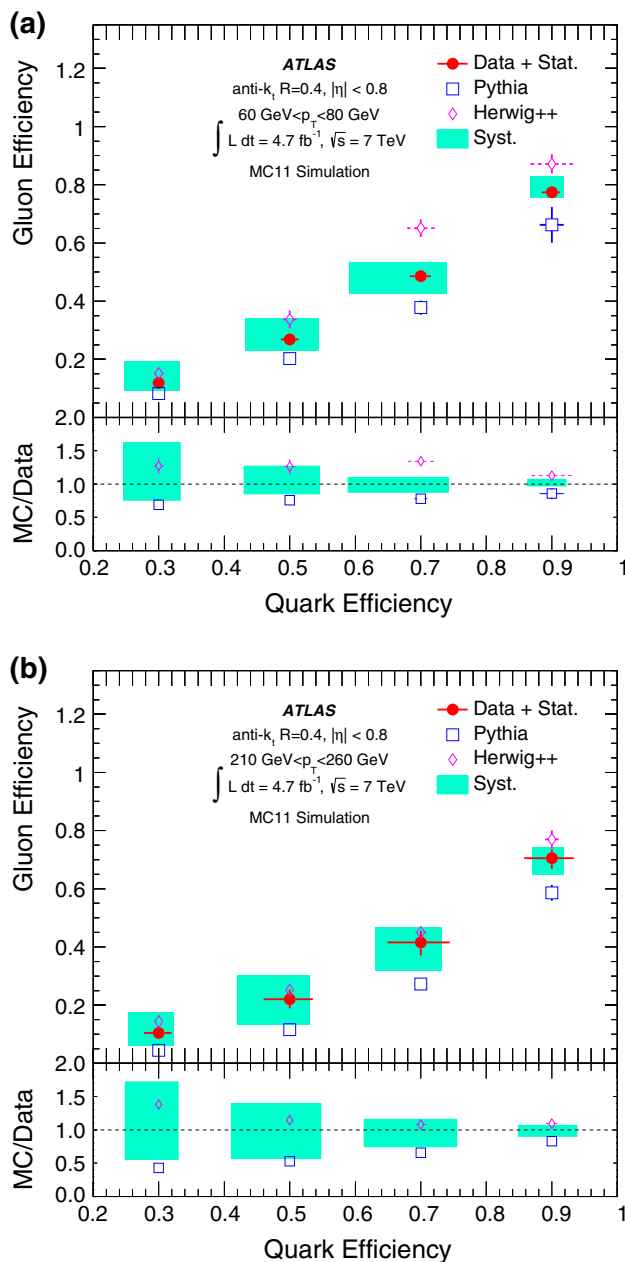 (a)
ATLAS
anti-kt R=0.4, |η| < 0.8
60 GeV<pT<80 GeV
∫ L dt = 4.7 fb-1, √s = 7 TeV
MC11 Simulation
Data + Stat.
Pythia
Herwig++
Syst.
Gluon Efficiency
1.2
1
0.8
0.6
0.4
0.2
MC/Data
2.0
1.5
1.0
0.5
0.0
0.2 0.3 0.4 0.5 0.6 0.7 0.8 0.9 1
Quark Efficiency
(b)
ATLAS
anti-kt R=0.4, |η| < 0.8
210 GeV<pT<260 GeV
∫ L dt = 4.7 fb-1, √s = 7 TeV
MC11 Simulation
Data + Stat.
Pythia
Herwig++
Syst.
Gluon Efficiency
1.2
1
0.8
0.6
0.4
0.2
MC/Data
2.0
1.5
1.0
0.5
0.0
0.2 0.3 0.4 0.5 0.6 0.7 0.8 0.9 1
Quark Efficiency